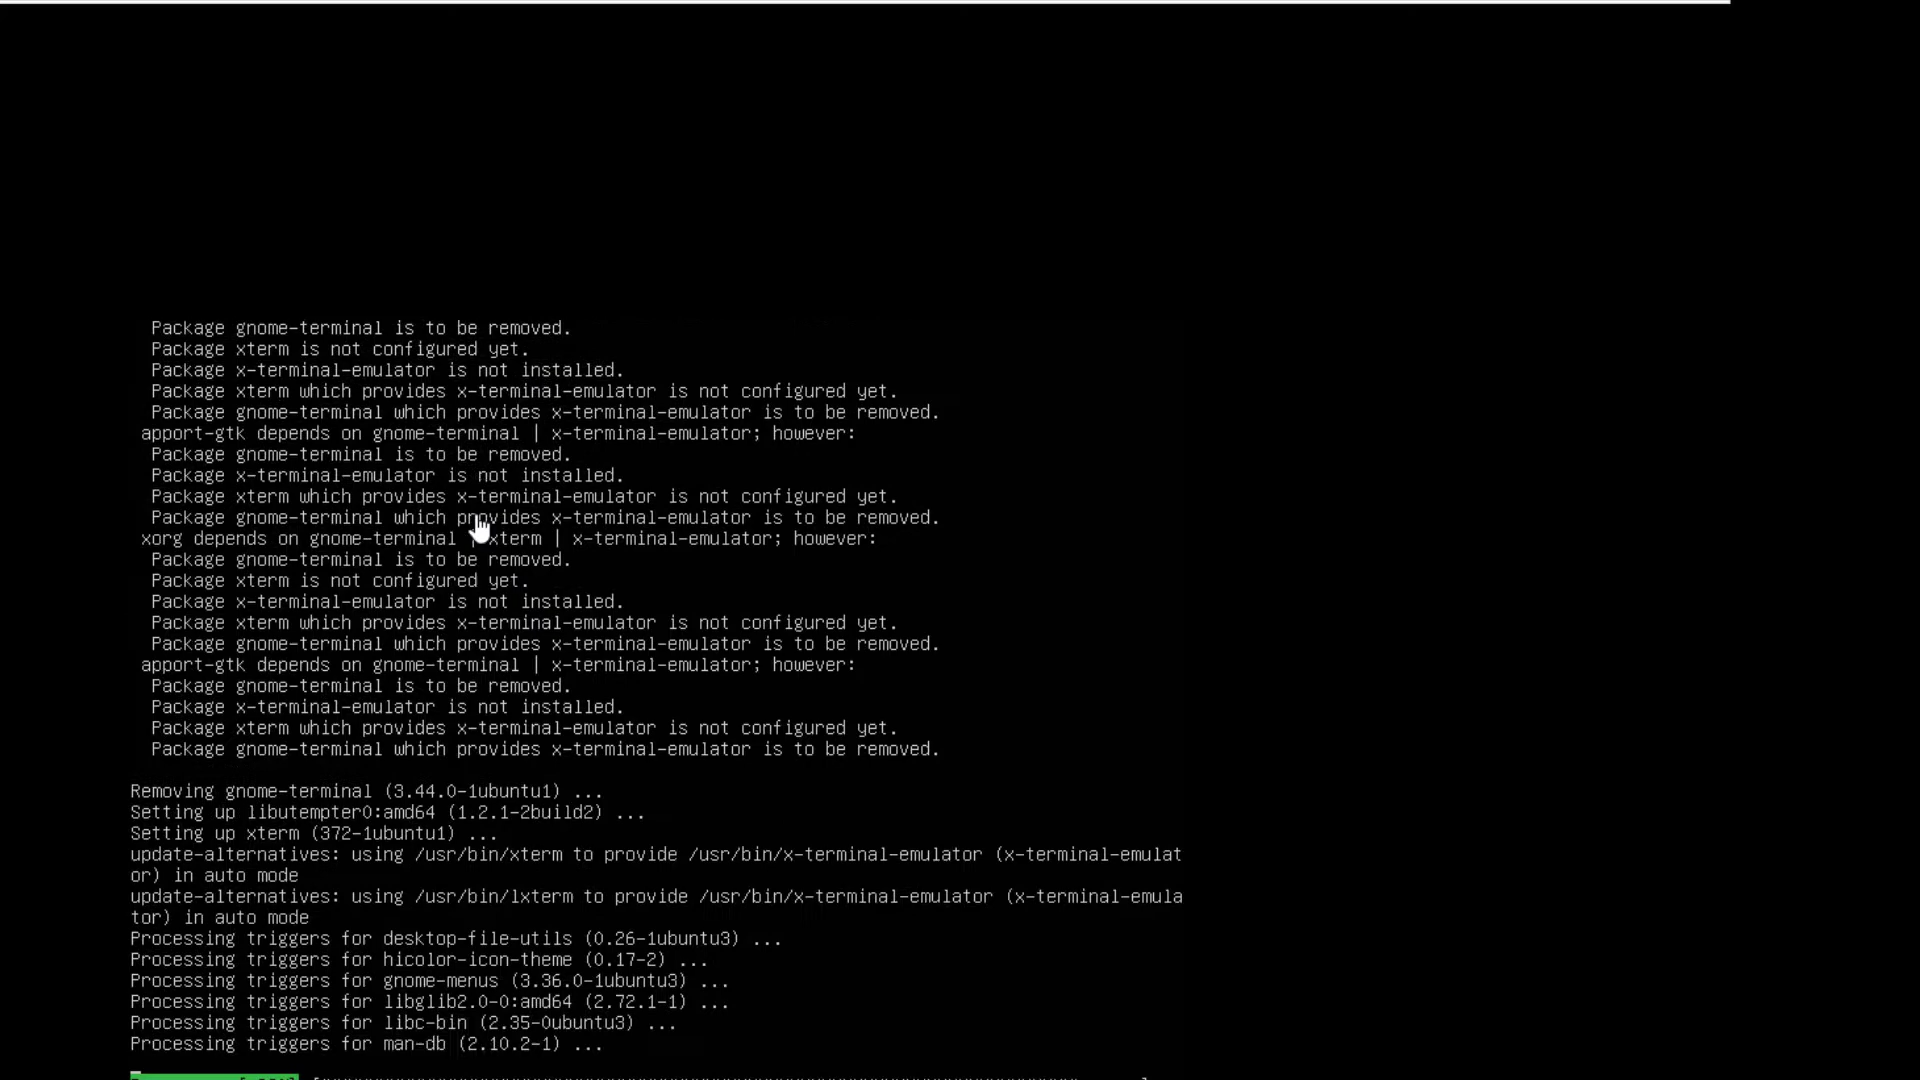 Package gnome-terminal is to be removed.
Package xterm is not configured yet.
Package x-terminal-emulator is not installed.
Package xterm which provides x-terminal-emulator is not configured yet.
Package gnome-terminal which provides x-terminal-emulator is to be removed.
apport-gtk depends on gnome-terminal | x-terminal-emulator; however:
Package gnome-terminal is to be removed.
Package x-terminal-emulator is not installed.
Package xterm which provides x-terminal-emulator is not configured yet.
Package gnome-terminal which provides x-terminal-emulator is to be removed.
xorg depends on gnome-terminal | xterm | x-terminal-emulator; however:
Package gnome-terminal is to be removed.
Package xterm is not configured yet.
Package x-terminal-emulator is not installed.
Package xterm which provides x-terminal-emulator is not configured yet.
Package gnome-terminal which provides x-terminal-emulator is to be removed.
apport-gtk depends on gnome-terminal | x-terminal-emulator; however:
Package gnome-terminal is to be removed.
Package x-terminal-emulator is not installed.
Package xterm which provides x-terminal-emulator is not configured yet.
Package gnome-terminal which provides x-terminal-emulator is to be removed.
Removing gnome-terminal (3.44.0-1ubuntu1) ...
Setting up libutempter0:amd64 (1.2.1-2build2) ...
Setting up xterm (372-1ubuntu1) ...
update-alternatives: using /usr/bin/xterm to provide /usr/bin/x-terminal-emulator (x-terminal-emulat
or) in auto mode
update-alternatives: using /usr/bin/lxterm to provide /usr/bin/x-terminal-emulator (x-terminal-emula
tor) in auto mode
Processing triggers for desktop-file-utils (0.26-1ubuntu3) ...
Processing triggers for hicolor-icon-theme (0.17-2) ...
Processing triggers for gnome-menus (3.36.0-1ubuntu3) ...
Processing triggers for libglib2.0-0:amd64 (2.72.1-1) ...
Processing triggers for libc-bin (2.35-0ubuntu3) ...
Processing triggers for man-db (2.10.2-1) ...